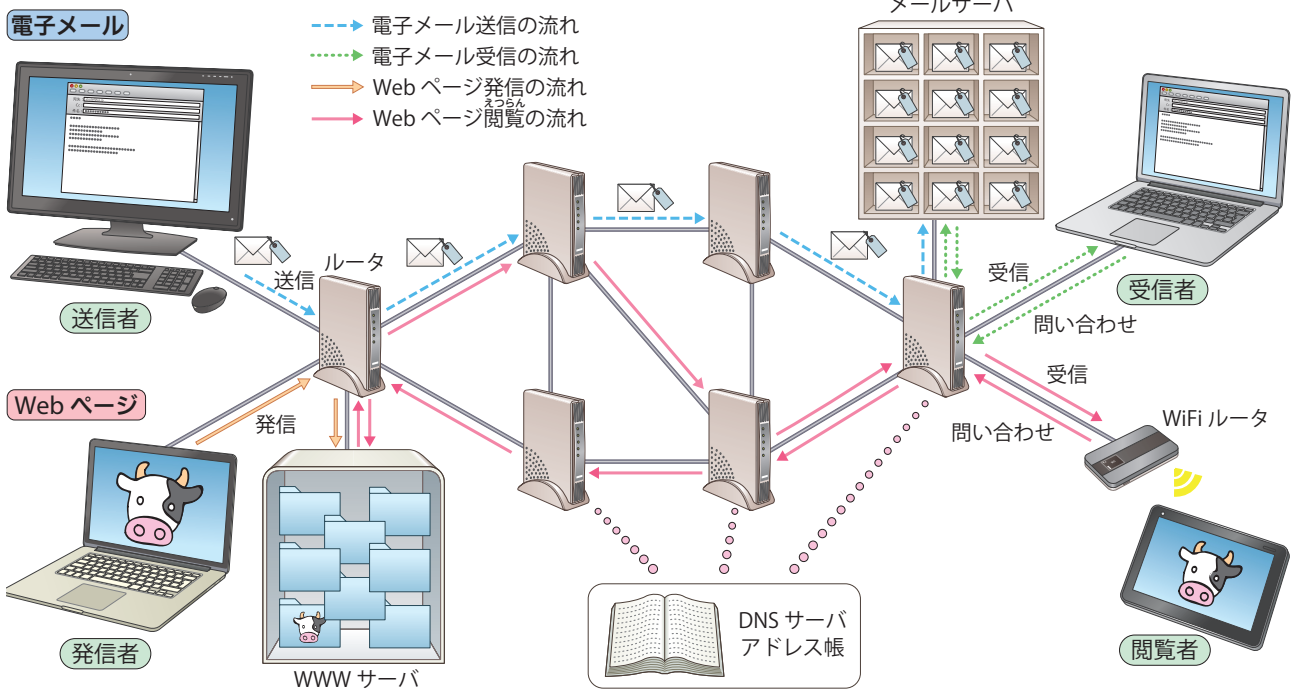 電子メール
電子メール送信の流れ
電子メール受信の流れ
Web ページ発信の流れ
えつらん
Web ページ閲覧の流れ
メールサーバ
送信
ルータ
送信者
受信
受信者
問い合わせ
Web ページ
発信
受信
問い合わせ
WiFi ルータ
発信者
WWW サーバ
DNS サーバ
アドレス帳
閲覧者